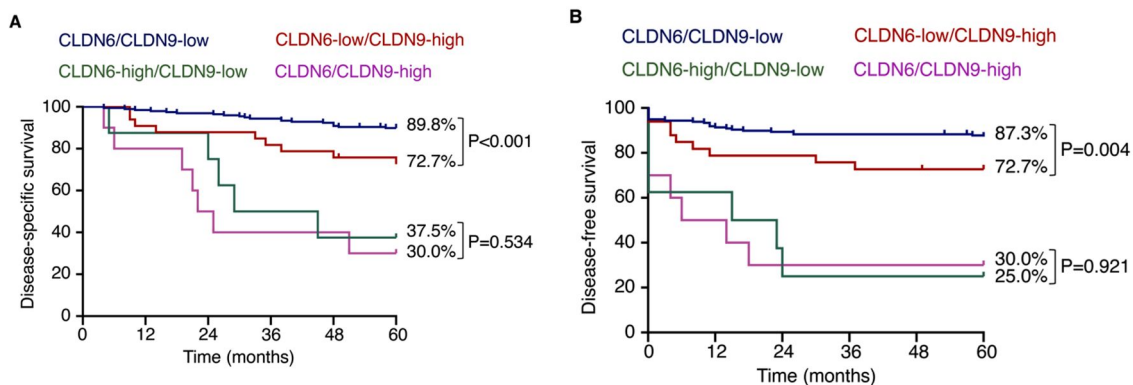 A
CLDN6/CLDN9-low CLDN6-low/CLDN9-high
CLDN6-high/CLDN9-low CLDN6/CLDN9-high
Disease-specific survival
100
80
60
40
20
0
0 12 24 36 48 60
Time (months)
89.8%
72.7%
P<0.001
37.5%
30.0%
P=0.534
B
CLDN6/CLDN9-low CLDN6-low/CLDN9-high
CLDN6-high/CLDN9-low CLDN6/CLDN9-high
Disease-free survival
100
80
60
40
20
0
0 12 24 36 48 60
Time (months)
87.3%
72.7%
P=0.004
30.0%
25.0%
P=0.921